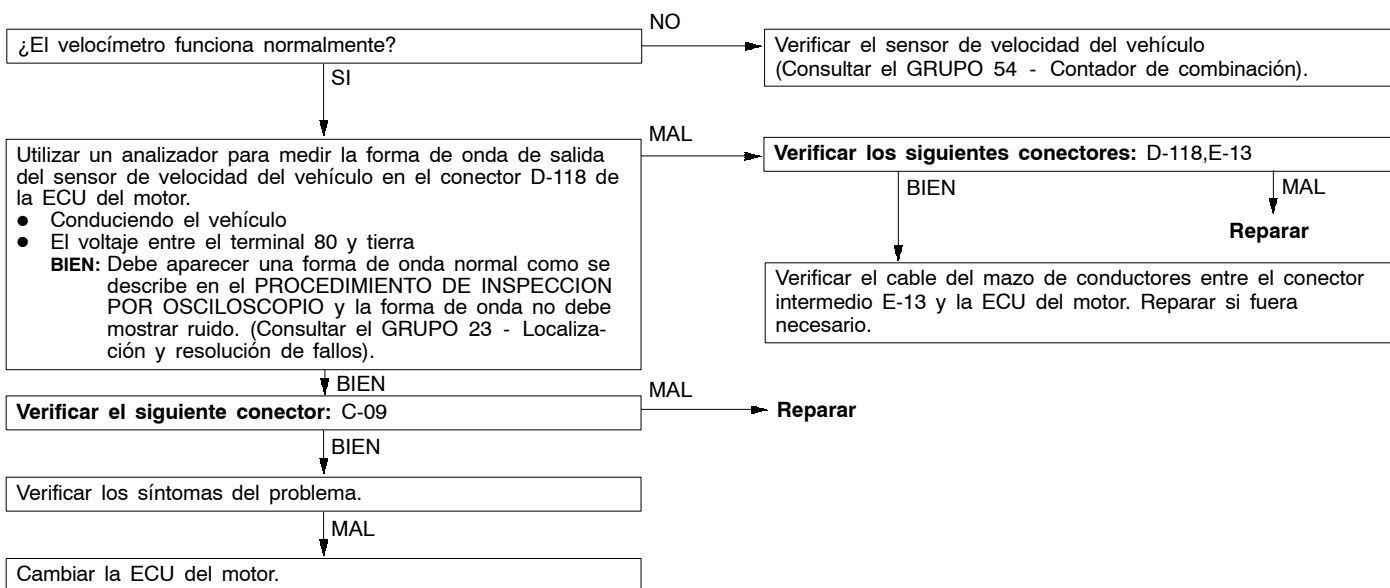 ¿El velocímetro funciona normalmente?
NO
Verificar el sensor de velocidad del vehículo
(Consultar el GRUPO 54 - Contador de combinación).
SI
Utilizar un analizador para medir la forma de onda de salida
del sensor de velocidad del vehículo en el conector D-118 de
la ECU del motor.
● Conduciendo el vehículo
● El voltaje entre el terminal 80 y tierra
BIEN: Debe aparecer una forma de onda normal como se
describe en el PROCEDIMIENTO DE INSPECCION
POR OSCILOSCOPIO y la forma de onda no debe
mostrar ruido. (Consultar el GRUPO 23 - Localiza-
ción y resolución de fallos).
MAL
Verificar los siguientes conectores: D-118,E-13
BIEN
MAL
Reparar
Verificar el cable del mazo de conductores entre el conector
intermedio E-13 y la ECU del motor. Reparar si fuera
necesario.
BIEN
Verificar el siguiente conector: C-09
MAL
Reparar
BIEN
Verificar los síntomas del problema.
MAL
Cambiar la ECU del motor.